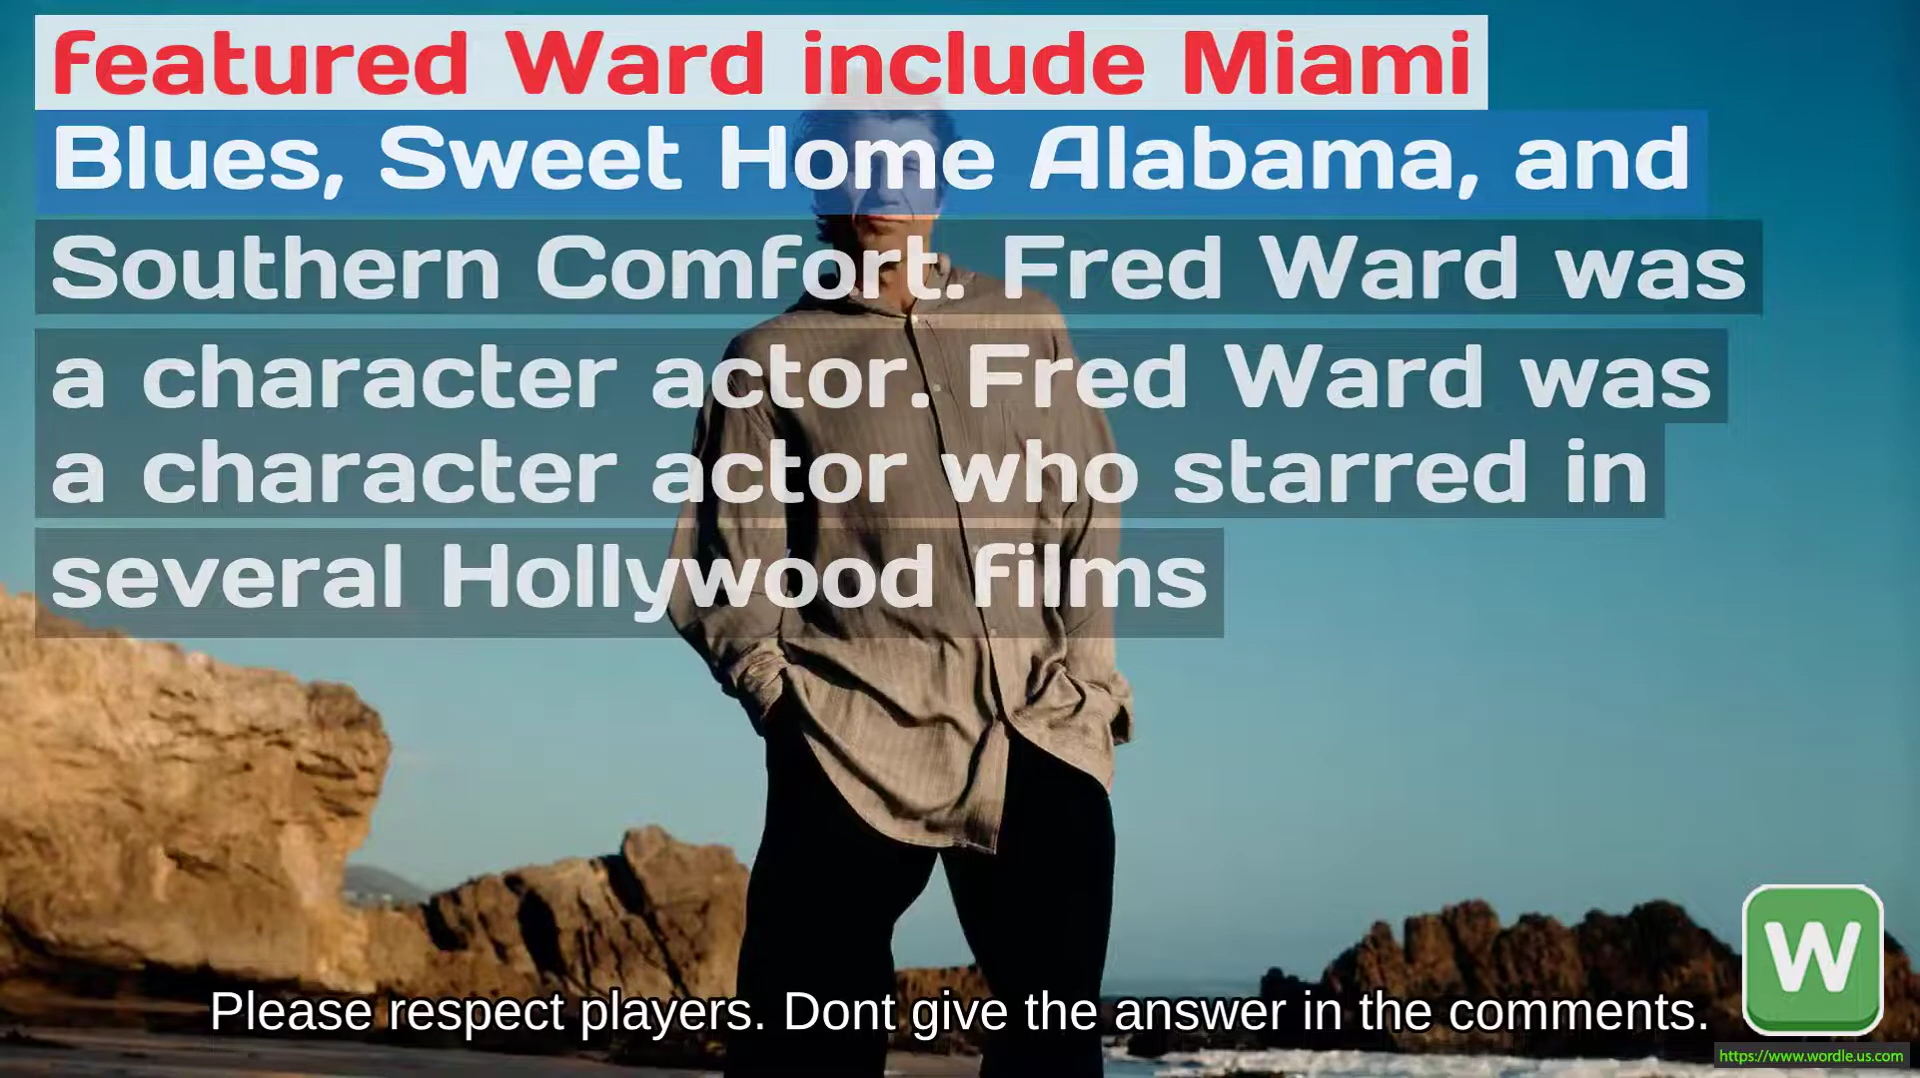 featured Ward include Miami
Blues, Sweet Home Alabama, and
Southern Comfort. Fred Ward was
a character actor. Fred Ward was
a character actor who starred in
several Hollywood films
W
Please respect players. Dont give the answer in the comments.
https://www.wordle.us.com